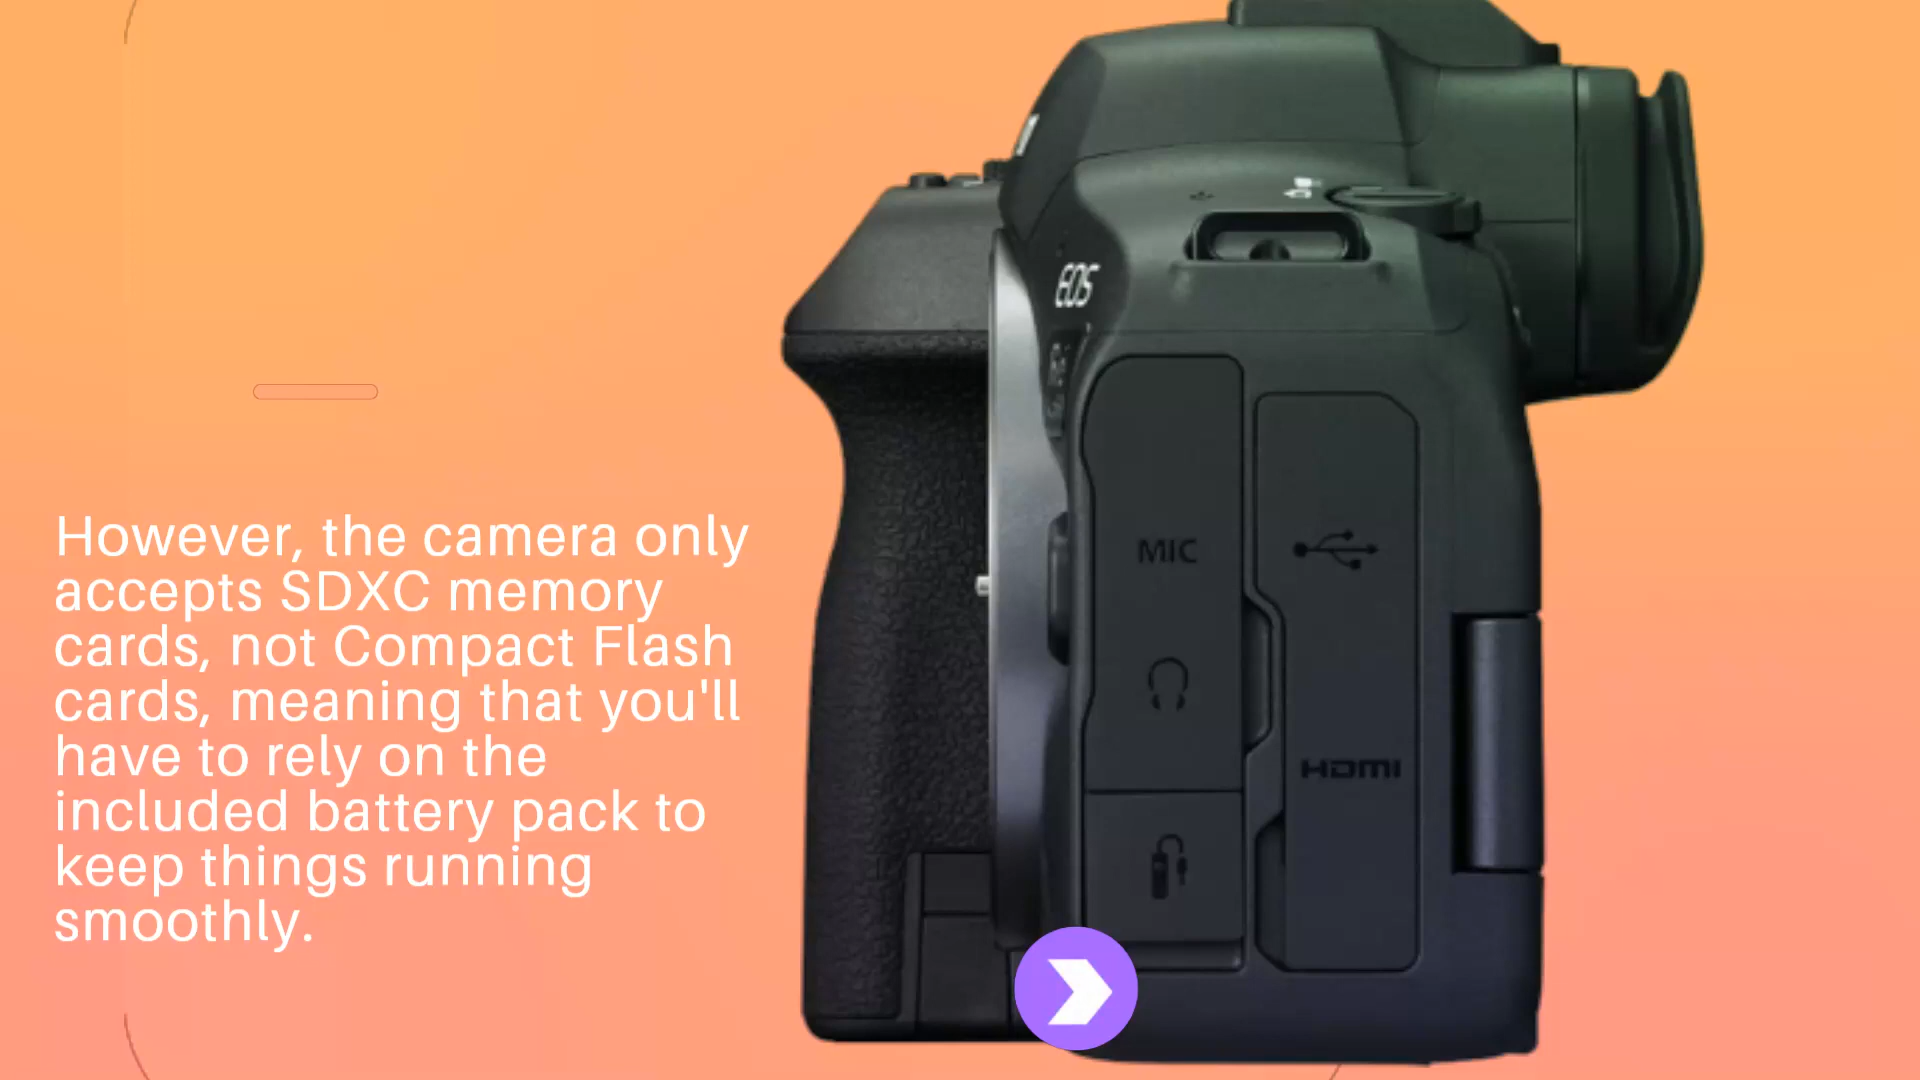 However, the camera only
accepts SDXC memory
cards, not Compact Flash
cards, meaning that you'll
have to rely on the
included battery pack to
keep things running
smoothly.
EOS
MIC
HDMI